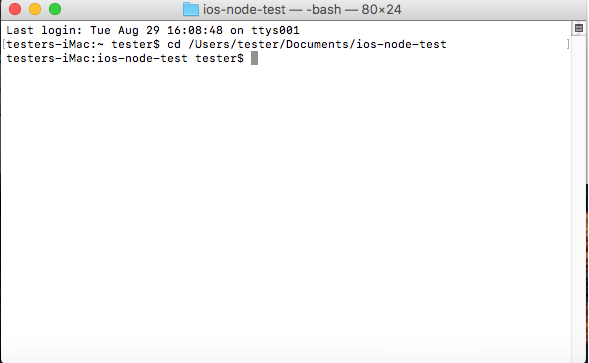 ios-node-test — -bash — 80×24
Last login: Tue Aug 29 16:08:48 on ttys001
[testers-iMac:~ tester$ cd /Users/tester/Documents/ios-node-test ]
testers-iMac:ios-node-test tester$